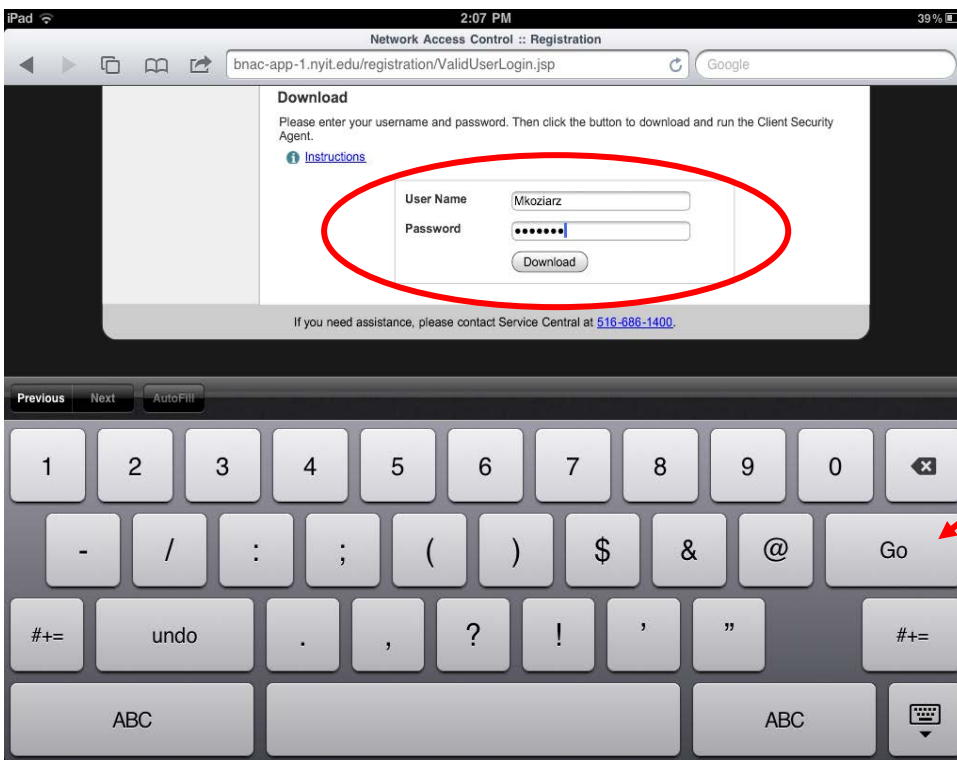 iPad 2:07 PM 39%
Network Access Control :: Registration
bnac-app-1.nyit.edu/registration/ValidUserLogin.jsp Google
Download
Please enter your username and password. Then click the button to download and run the Client Security
Agent.
Instructions
User Name Mkoziarz
Password •••••••
Download
If you need assistance, please contact Service Central at 516-686-1400.
Previous Next AutoFill
1 2 3 4 5 6 7 8 9 0
- / : ; ( ) $ & @ Go
#+= undo . , ? ! ' " #+=
ABC ABC